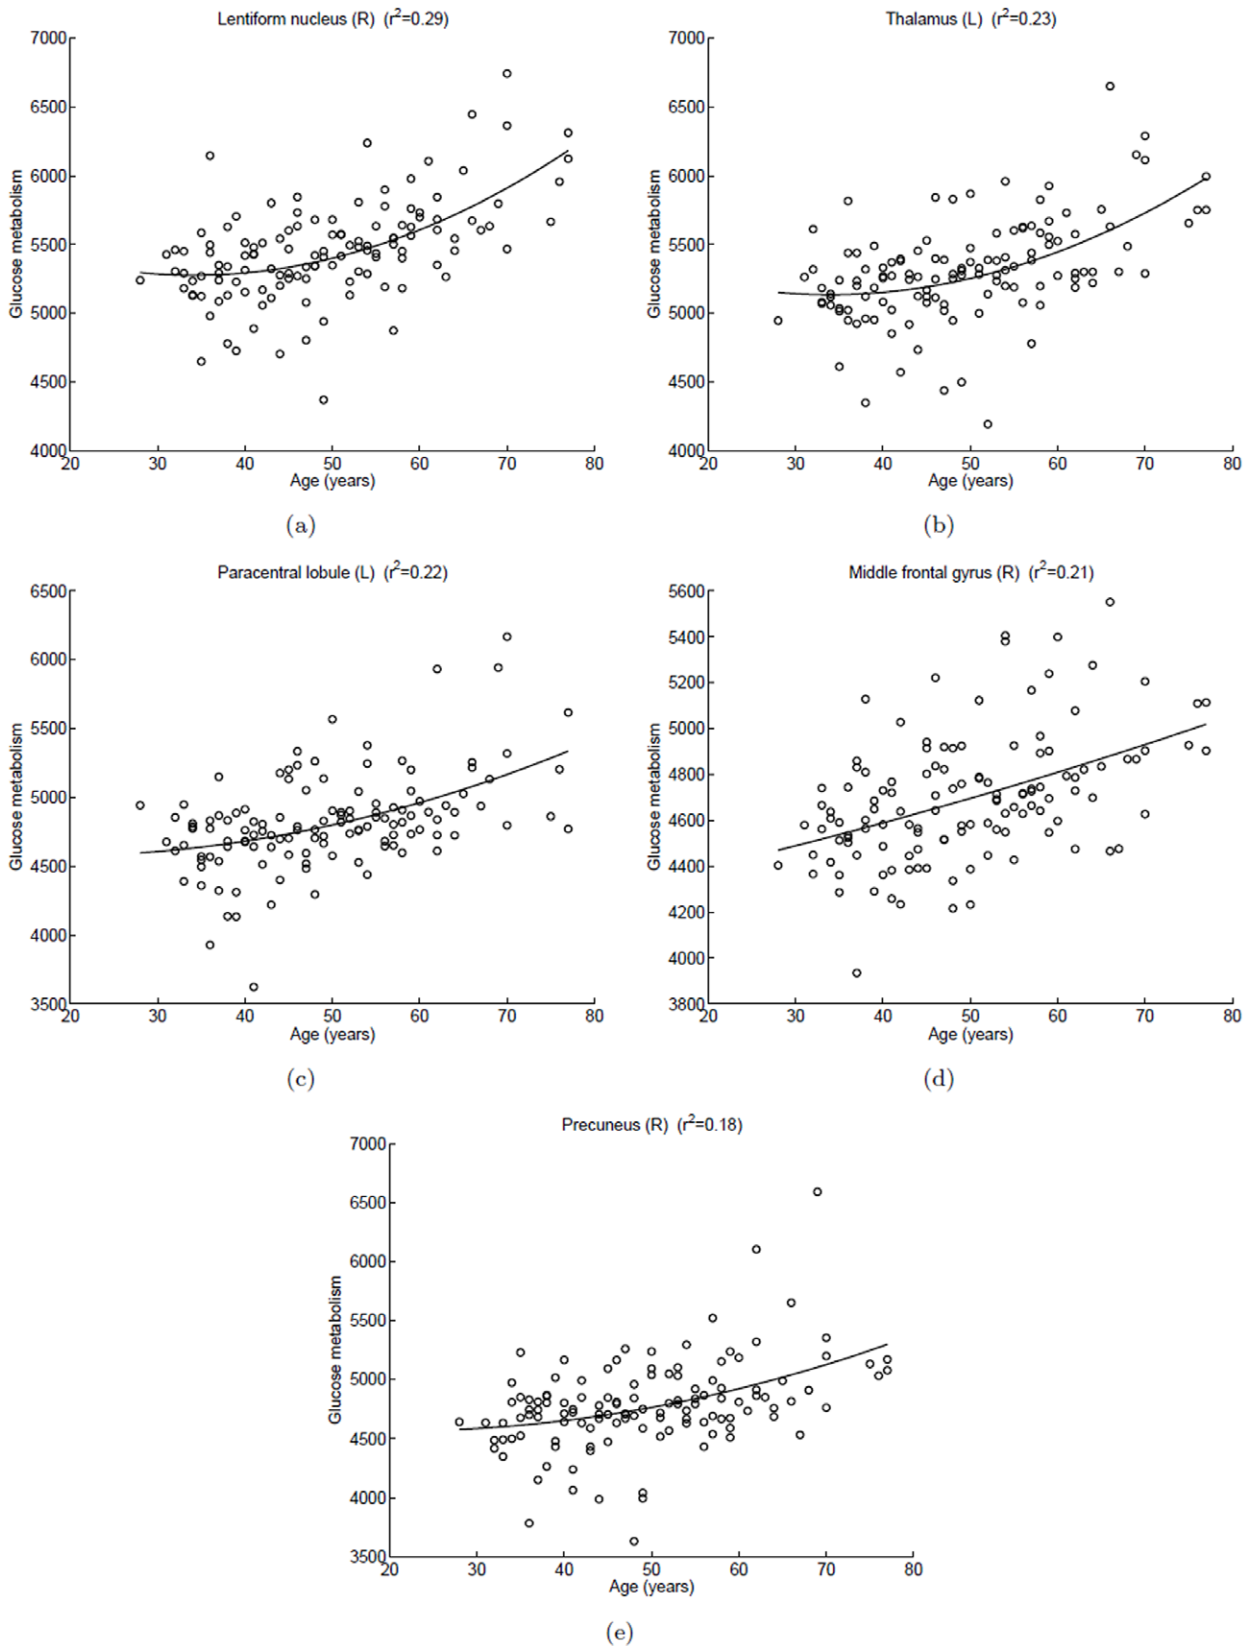 Lentiform nucleus (R) (r²=0.29)
7000
6500
6000
5500
5000
4500
4000
Glucose metabolism
20 30 40 50 60 70 80
Age (years)
(a)
Thalamus (L) (r²=0.23)
7000
6500
6000
5500
5000
4500
4000
Glucose metabolism
20 30 40 50 60 70 80
Age (years)
(b)
Paracentral lobule (L) (r²=0.22)
6500
6000
5500
5000
4500
4000
3500
Glucose metabolism
20 30 40 50 60 70 80
Age (years)
(c)
Middle frontal gyrus (R) (r²=0.21)
5600
5400
5200
5000
4800
4600
4400
4200
4000
3800
Glucose metabolism
20 30 40 50 60 70 80
Age (years)
(d)
Precuneus (R) (r²=0.18)
7000
6500
6000
5500
5000
4500
4000
3500
Glucose metabolism
20 30 40 50 60 70 80
Age (years)
(e)